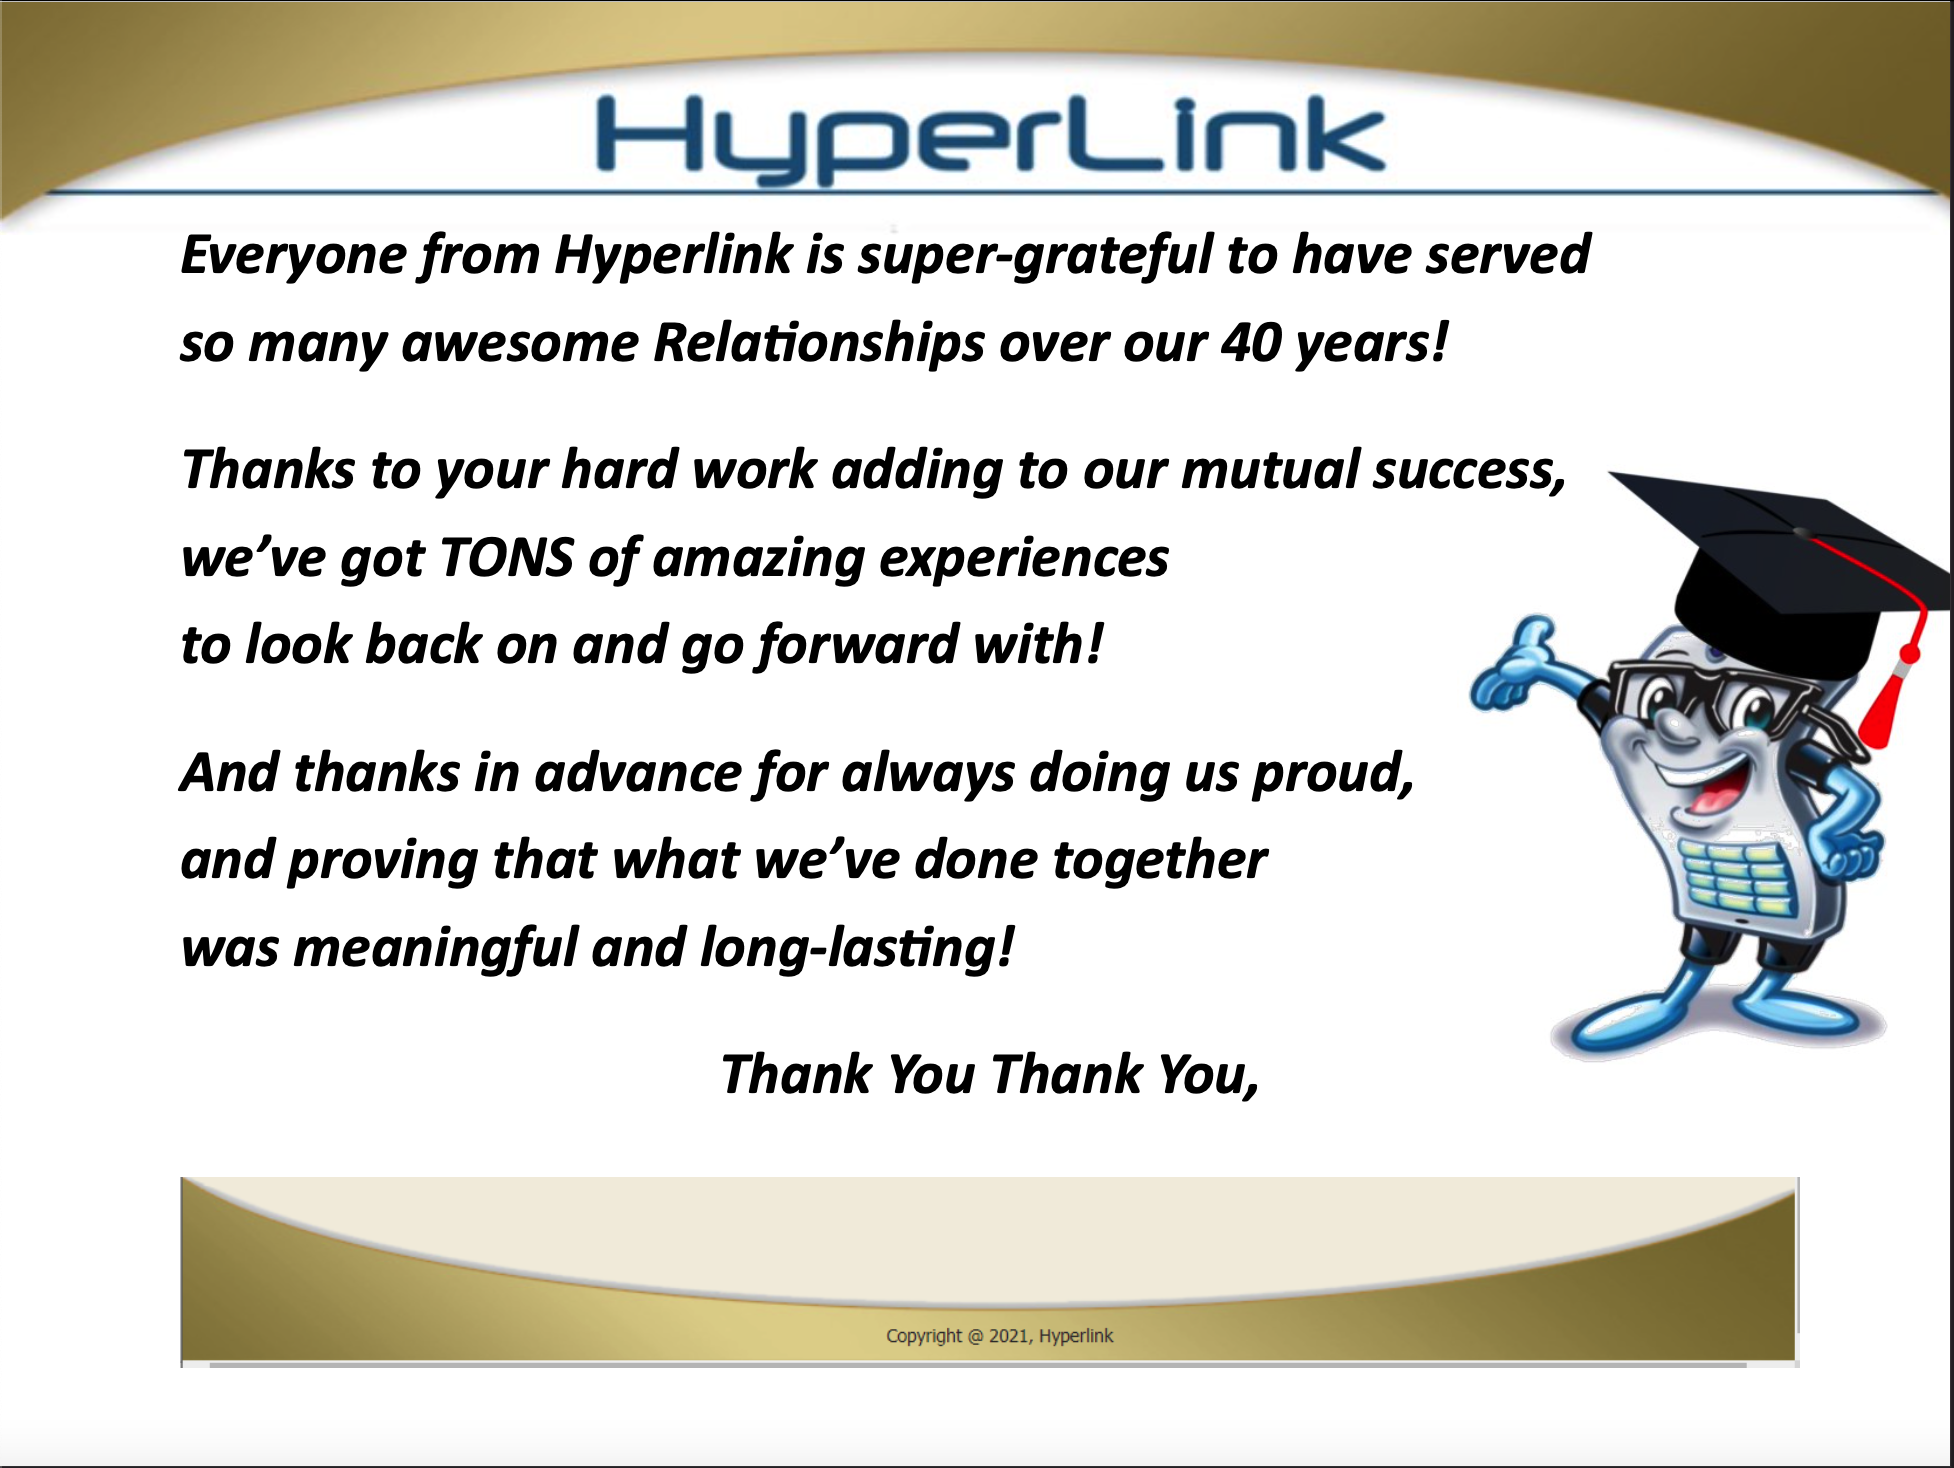 HyperLink
Everyone from Hyperlink is super-grateful to have served
so many awesome Relationships over our 40 years!
Thanks to your hard work adding to our mutual success,
we’ve got TONS of amazing experiences
to look back on and go forward with!
And thanks in advance for always doing us proud,
and proving that what we’ve done together
was meaningful and long-lasting!
Thank You Thank You,
Copyright @ 2021, Hyperlink